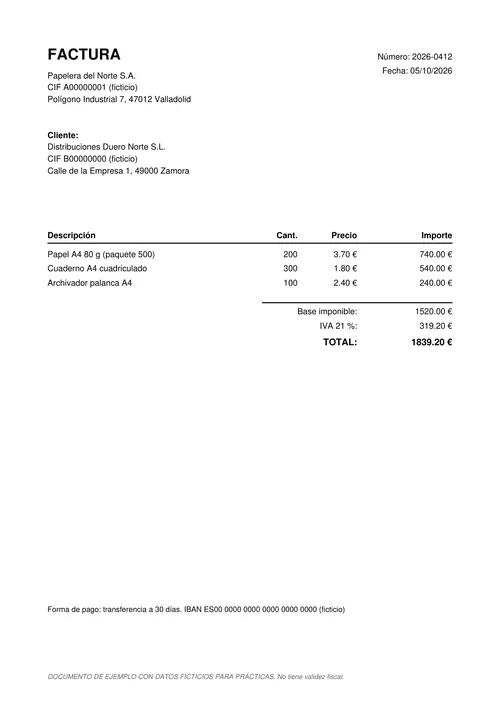 FACTURA
Número: 2026-0412
Fecha: 05/10/2026
Papelera del Norte S.A.
CIF A00000001 (ficticio)
Polígono Industrial 7, 47012 Valladolid
Cliente:
Distribuciones Duero Norte S.L.
CIF B00000000 (ficticio)
Calle de la Empresa 1, 49000 Zamora
Descripción Cant. Precio Importe
Papel A4 80 g (paquete 500) 200 3.70 € 740.00 €
Cuaderno A4 cuadriculado 300 1.80 € 540.00 €
Archivador palanca A4 100 2.40 € 240.00 €
Base imponible: 1520.00 €
IVA 21 %: 319.20 €
TOTAL: 1839.20 €
Forma de pago: transferencia a 30 días. IBAN ES00 0000 0000 0000 0000 0000 (ficticio)
DOCUMENTO DE EJEMPLO CON DATOS FICTICIOS PARA PRÁCTICAS. No tiene validez fiscal.